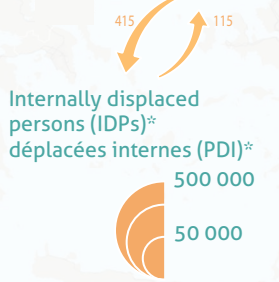 415
115
Internally displaced
persons (IDPs)*
déplacées internes (PDI)*
500 000
50 000